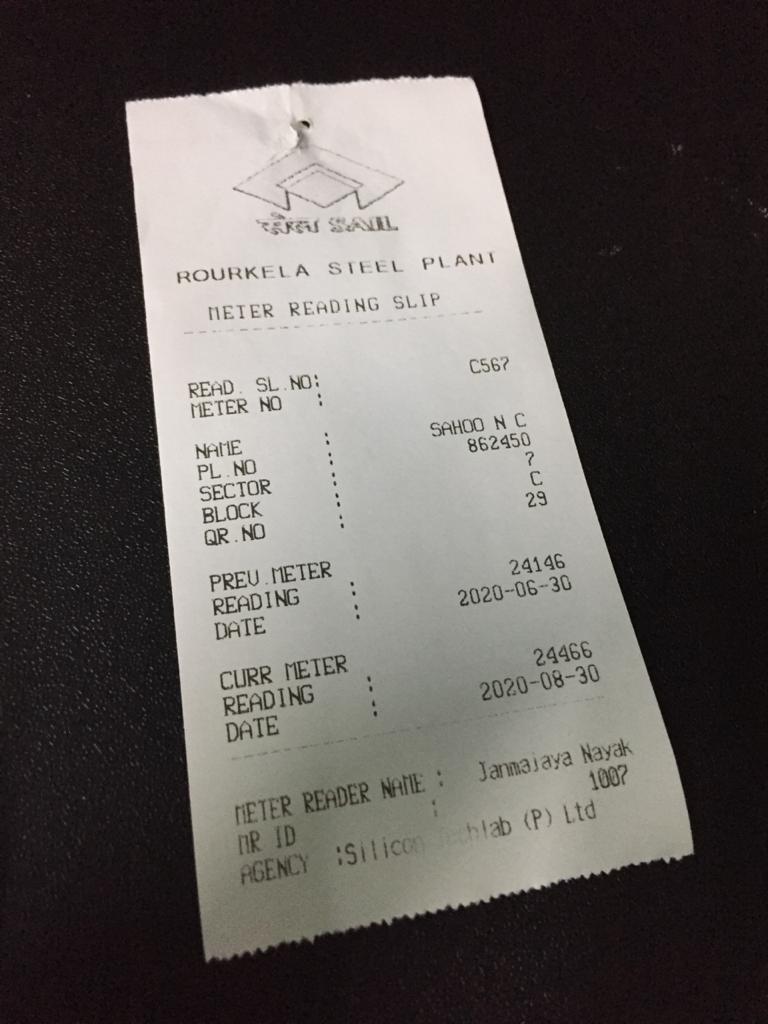 सेल SAIL
ROURKELA STEEL PLANT
METER READING SLIP
READ. SL.NO: C567
METER NO :
NAME : SAHOO N C
PL.NO : 862450
SECTOR : 7
BLOCK : C
QR.NO : 29
PREV.METER
READING : 24146
DATE : 2020-06-30
CURR METER
READING : 24466
DATE : 2020-08-30
METER READER NAME : Janmajaya Nayak
MR ID : 1007
AGENCY :Silicon Techlab (P) Ltd